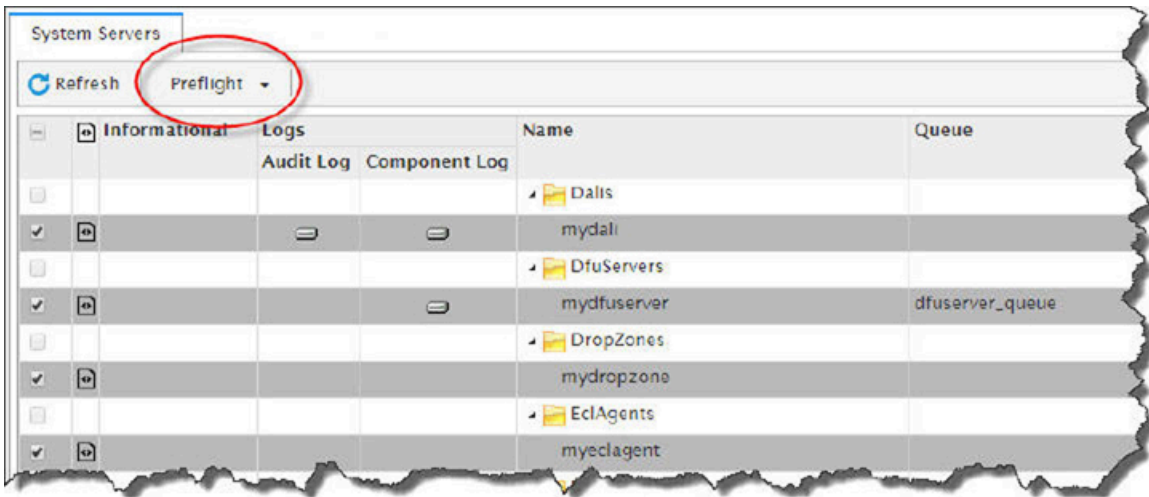 System Servers
Refresh Preflight
Informational Logs Name Queue
Audit Log Component Log
Dalis
mydali
DfuServers
mydfuserver dfuserver_queue
DropZones
mydropzone
EclAgents
myeclagent